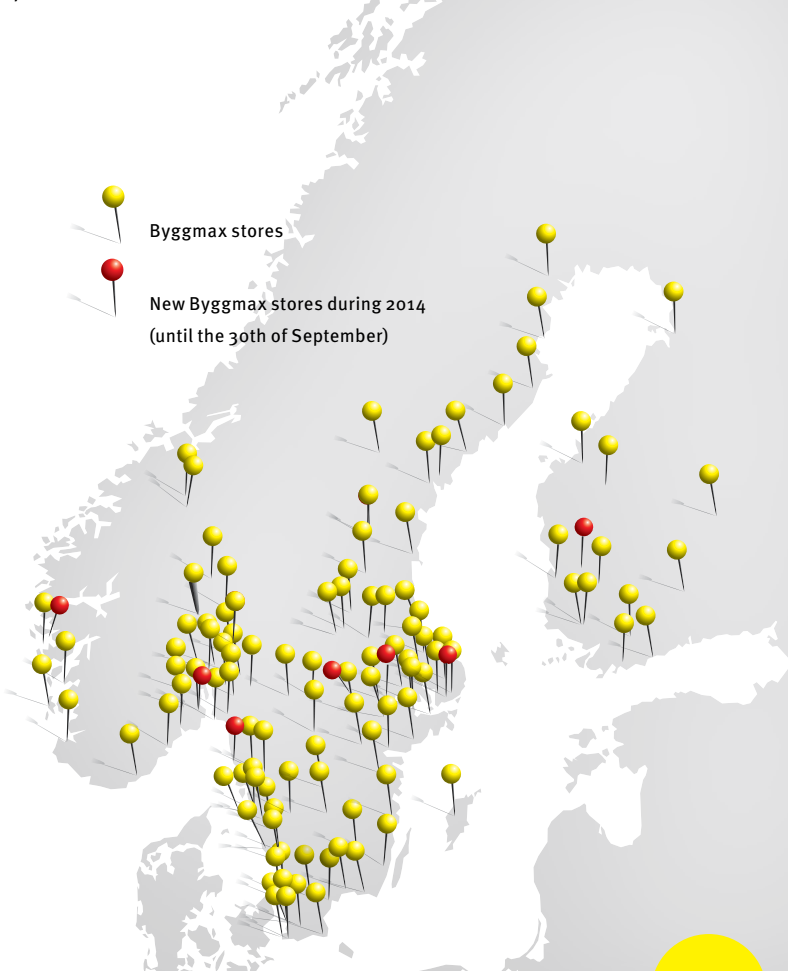 Byggmax stores
New Byggmax stores during 2014
(until the 30th of September)